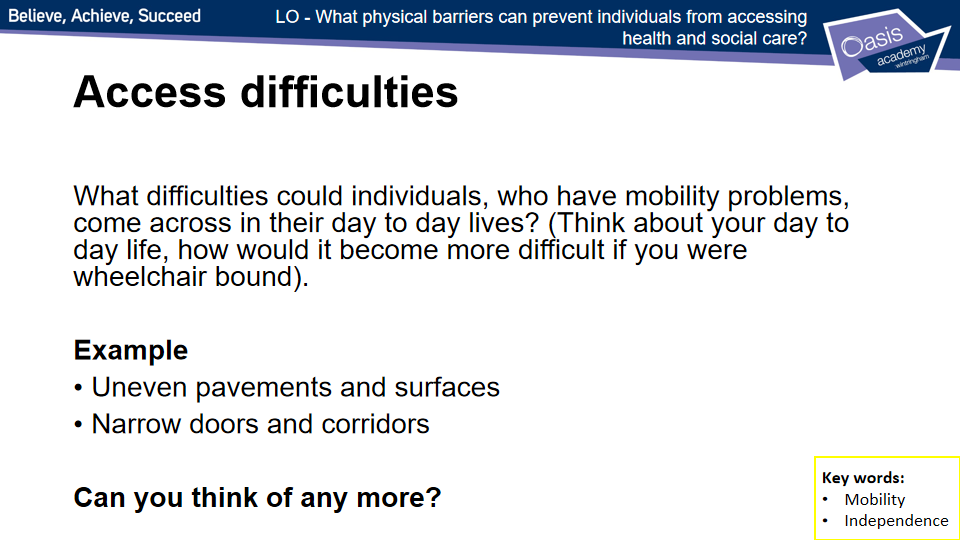 Believe, Achieve, Succeed
LO - What physical barriers can prevent individuals from accessing
health and social care?
Oasis
academy
wintringham
Access difficulties
What difficulties could individuals, who have mobility problems,
come across in their day to day lives? (Think about your day to
day life, how would it become more difficult if you were
wheelchair bound).
Example
• Uneven pavements and surfaces
• Narrow doors and corridors
Can you think of any more?
Key words:
• Mobility
• Independence